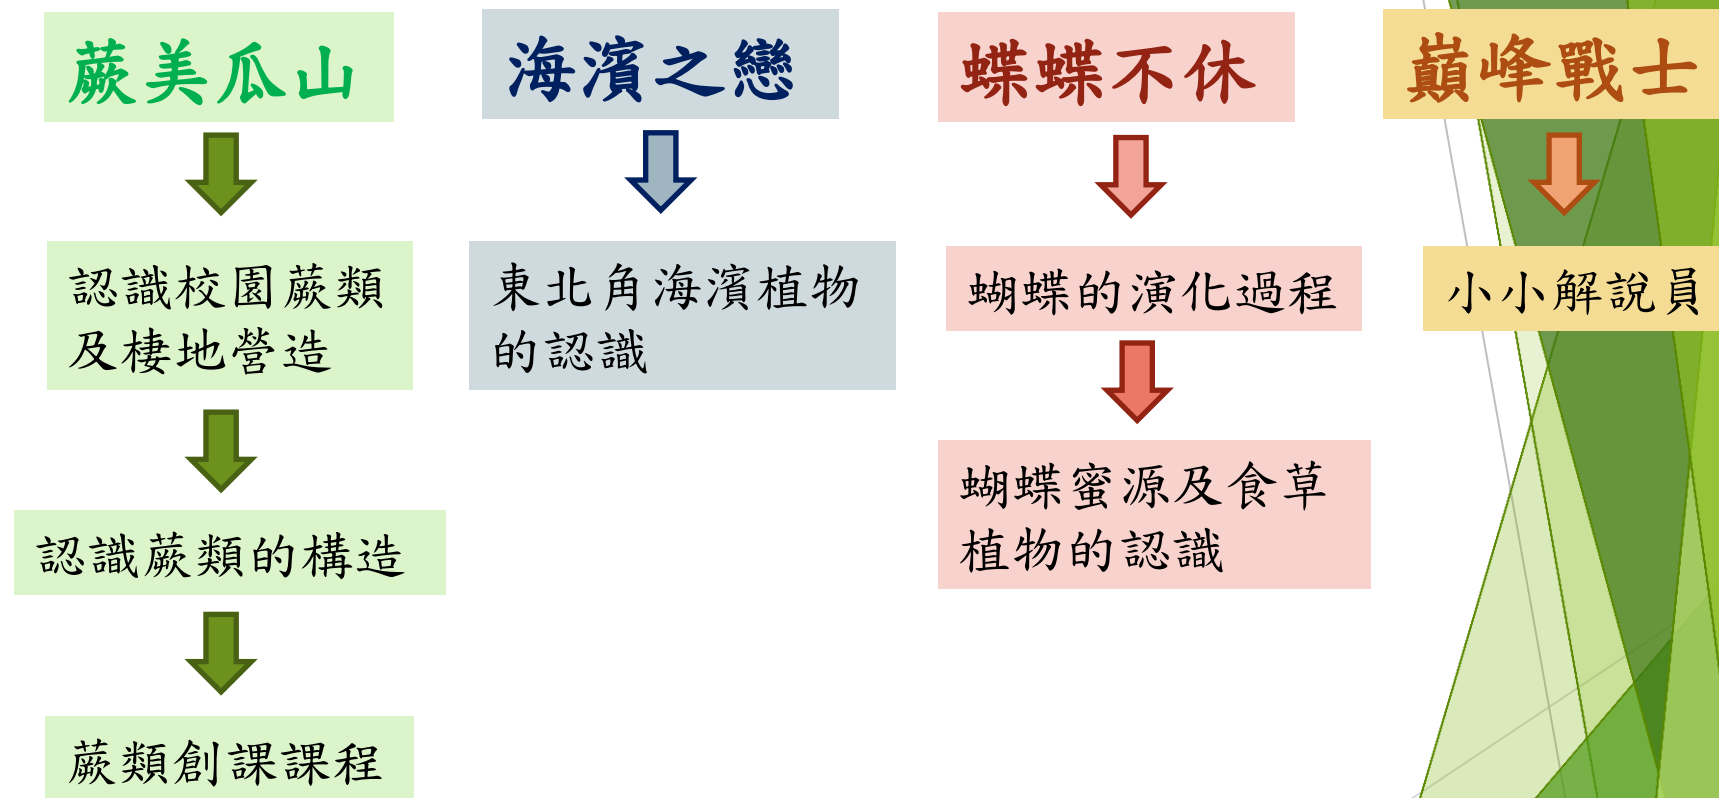 蕨美瓜山
認識校園蕨類
及棲地營造
認識蕨類的構造
蕨類創課課程
海濱之戀
東北角海濱植物
的認識
蝶蝶不休
蝴蝶的演化過程
蝴蝶蜜源及食草
植物的認識
巔峰戰士
小小解說員